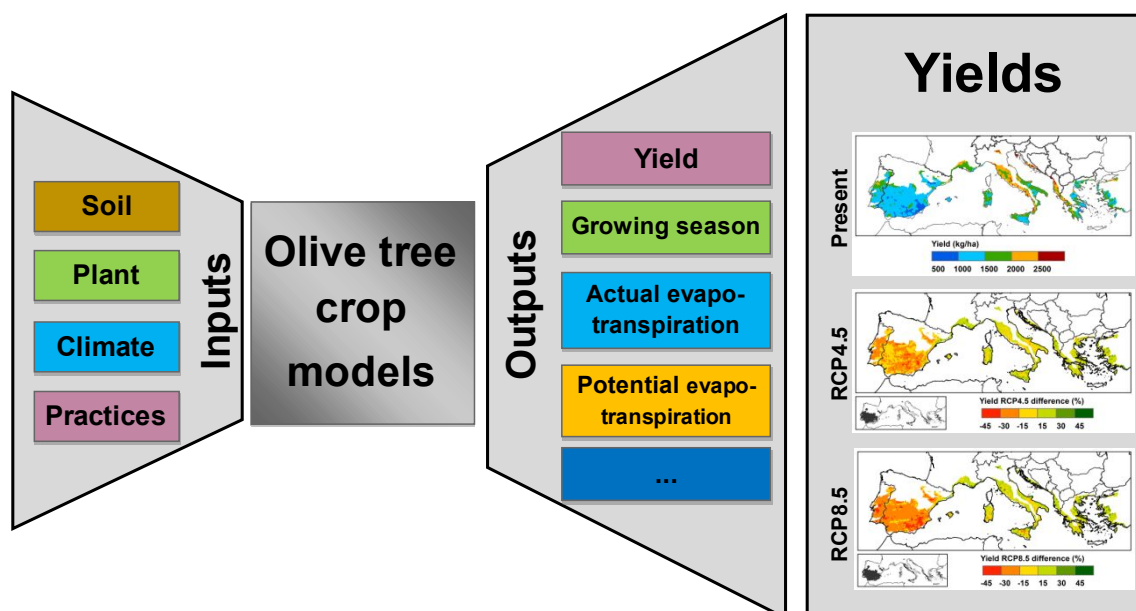 Inputs
Soil
Plant
Climate
Practices
Olive tree
crop
models
Outputs
Yield
Growing season
Actual evapo-
transpiration
Potential evapo-
transpiration
...
Yields
Present
Yield (kg/ha)
500 1000 1500 2000 2500
RCP4.5
Yield RCP4.5 difference (%)
-45 -30 -15 15 30 45
RCP8.5
Yield RCP8.5 difference (%)
-45 -30 -15 15 30 45